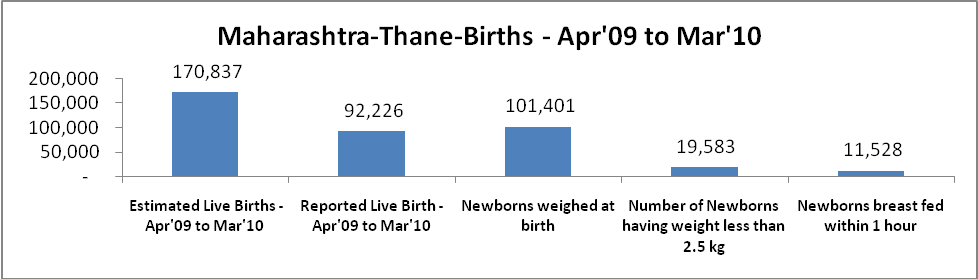 Maharashtra-Thane-Births - Apr'09 to Mar'10
200,000
150,000
100,000
50,000
-
170,837
92,226
101,401
19,583
11,528
Estimated Live Births -
Apr'09 to Mar'10
Reported Live Birth -
Apr'09 to Mar'10
Newborns weighed at
birth
Number of Newborns
having weight less than
2.5 kg
Newborns breast fed
within 1 hour